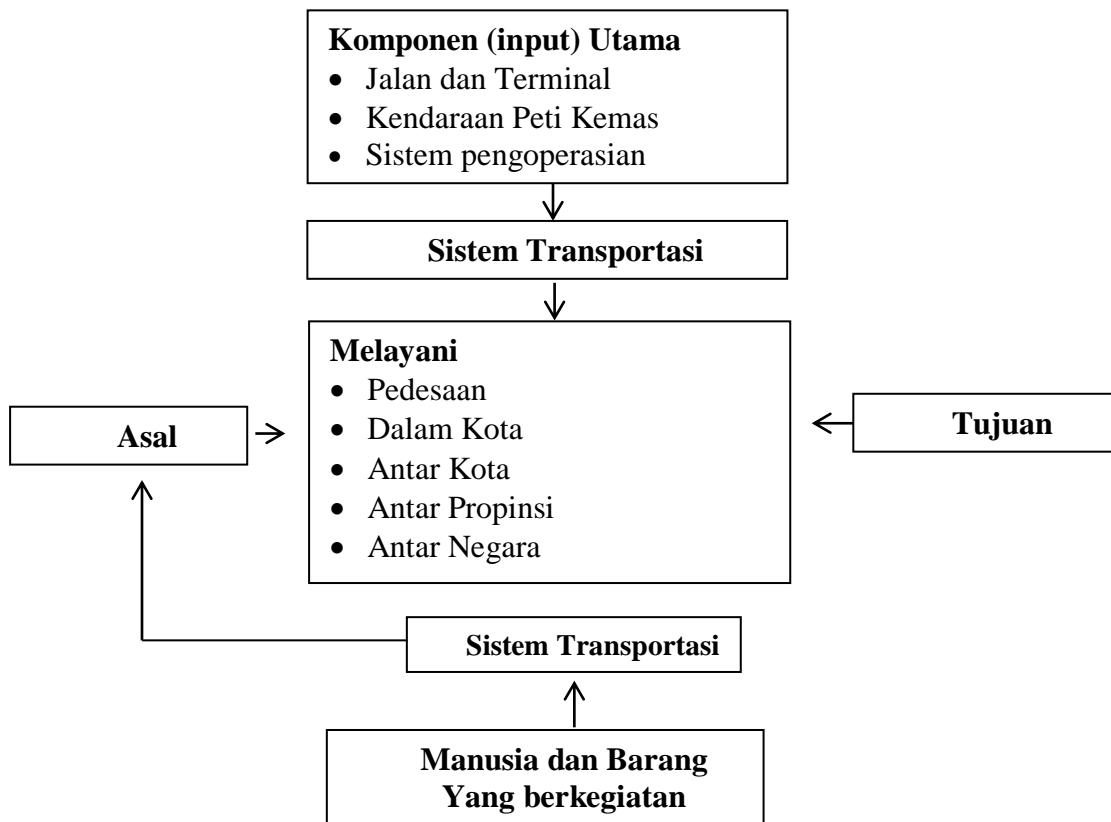 Komponen (input) Utama
• Jalan dan Terminal
• Kendaraan Peti Kemas
• Sistem pengoperasian
Sistem Transportasi
Melayani
• Pedesaan
• Dalam Kota
• Antar Kota
• Antar Propinsi
• Antar Negara
Asal
Tujuan
Sistem Transportasi
Manusia dan Barang
Yang berkegiatan